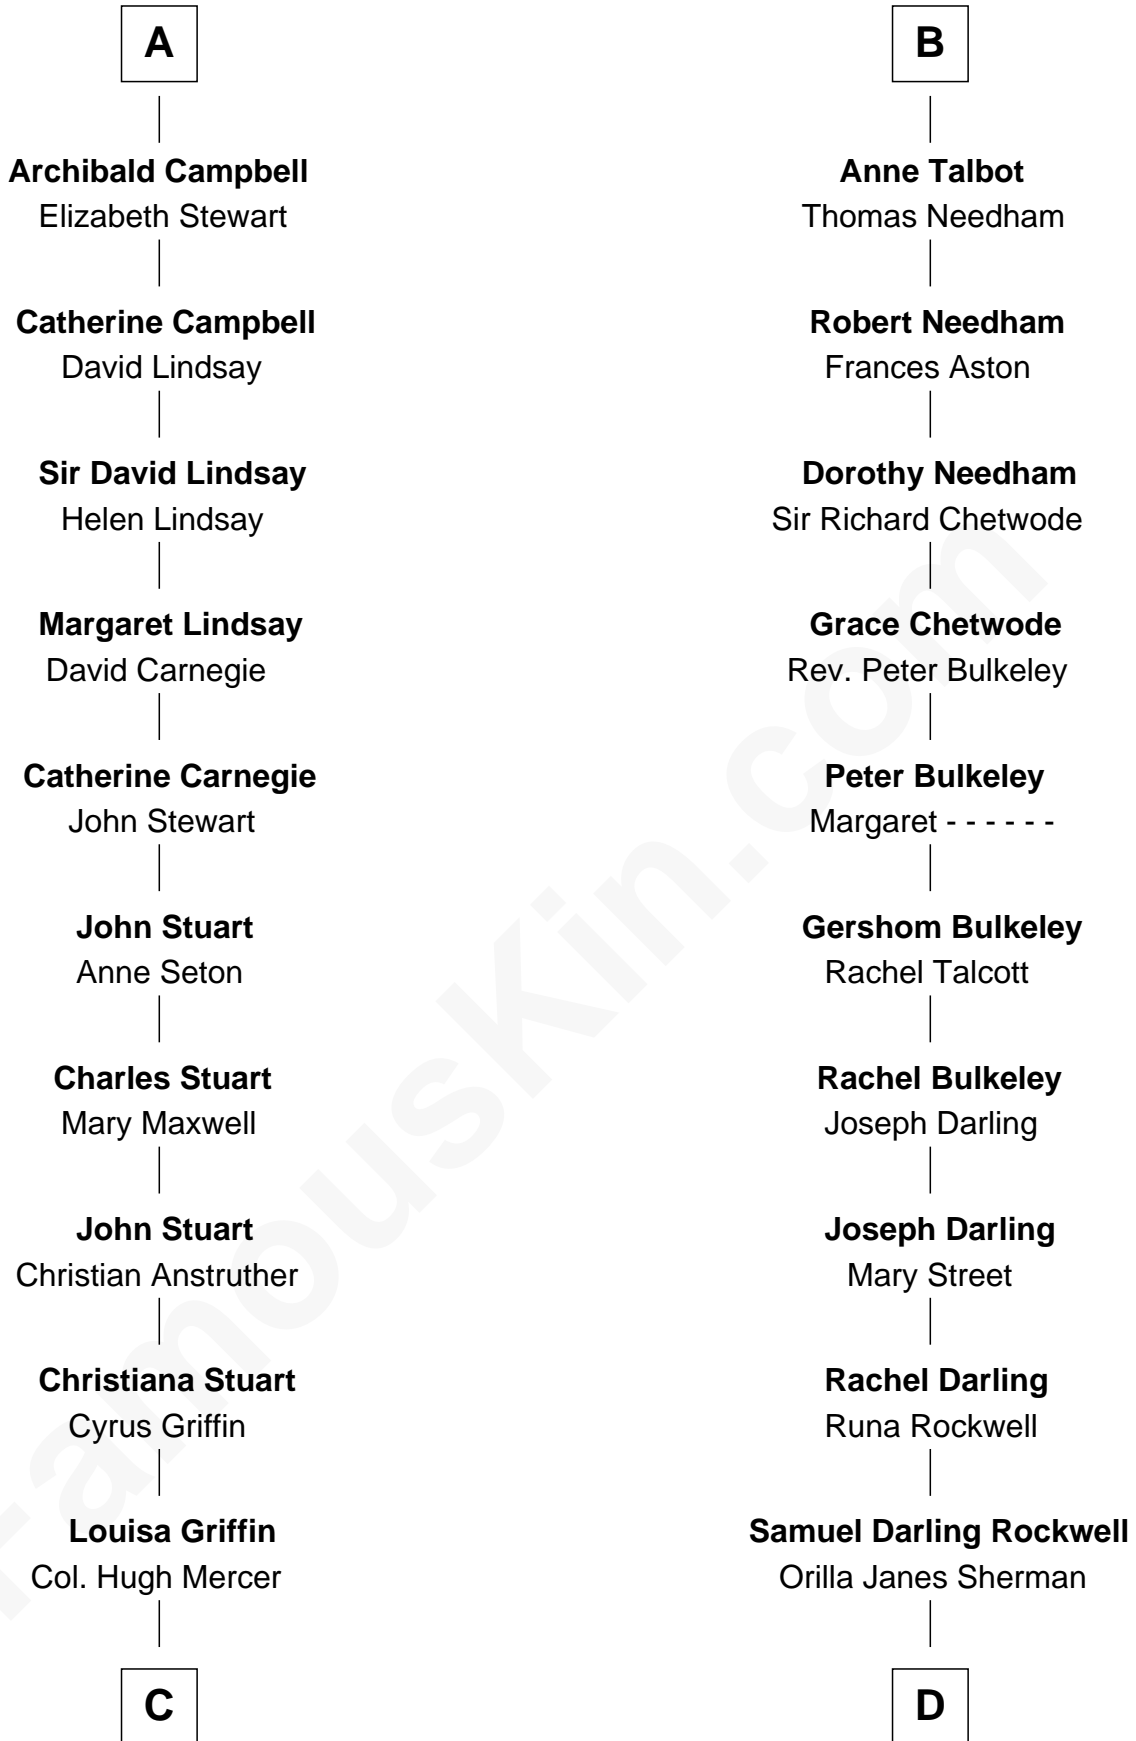 A
Archibald Campbell
Elizabeth Stewart
Catherine Campbell
David Lindsay
Sir David Lindsay
Helen Lindsay
Margaret Lindsay
David Carnegie
Catherine Carnegie
John Stewart
John Stuart
Anne Seton
Charles Stuart
Mary Maxwell
John Stuart
Christian Anstruther
Christiana Stuart
Cyrus Griffin
Louisa Griffin
Col. Hugh Mercer
C
B
Anne Talbot
Thomas Needham
Robert Needham
Frances Aston
Dorothy Needham
Sir Richard Chetwode
Grace Chetwode
Rev. Peter Bulkeley
Peter Bulkeley
Margaret - - - - - -
Gershom Bulkeley
Rachel Talcott
Rachel Bulkeley
Joseph Darling
Joseph Darling
Mary Street
Rachel Darling
Runa Rockwell
Samuel Darling Rockwell
Orilla Janes Sherman
D
FamousKin.com